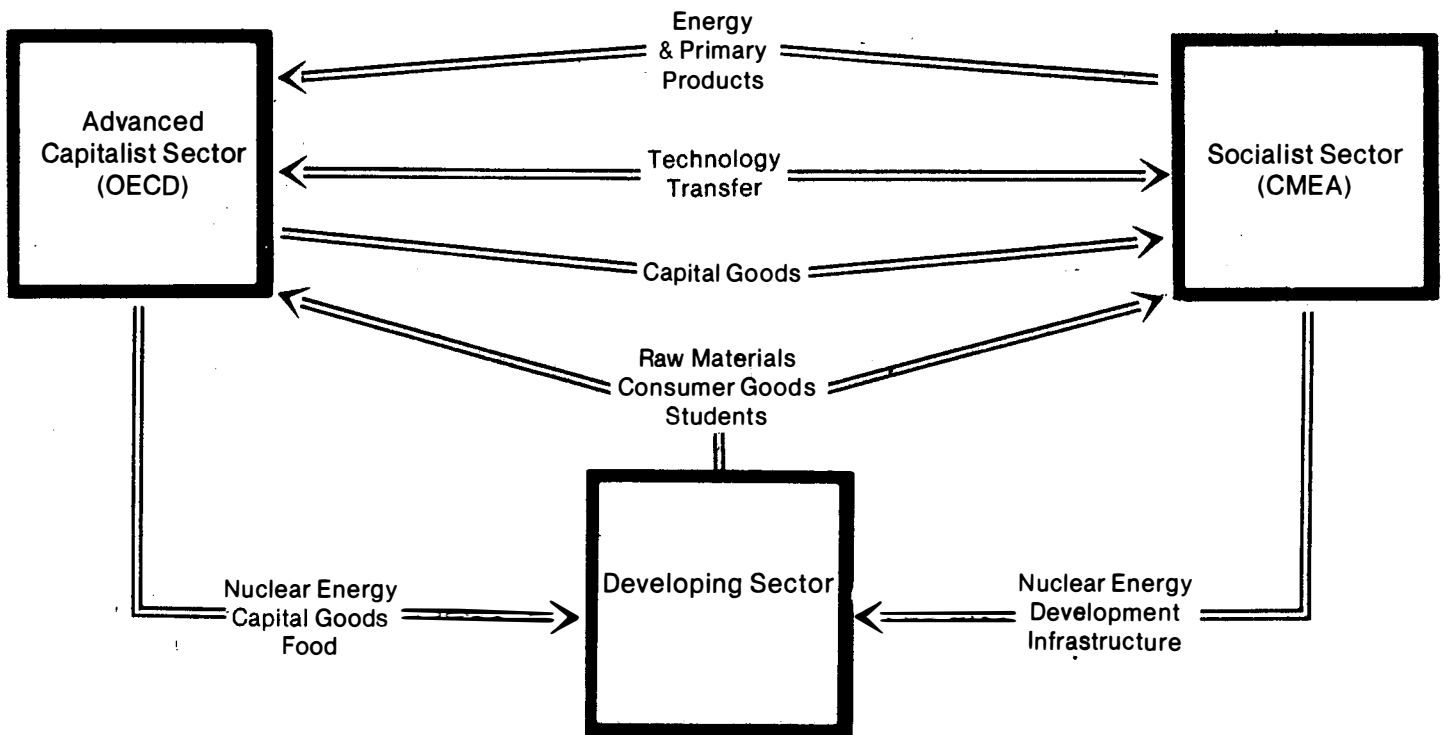 Energy
& Primary
Products
Advanced
Capitalist Sector
(OECD)
Technology
Transfer
Socialist Sector
(CMEA)
Capital Goods
Raw Materials
Consumer Goods
Students
Developing Sector
Nuclear Energy
Capital Goods
Food
Nuclear Energy
Development
Infrastructure